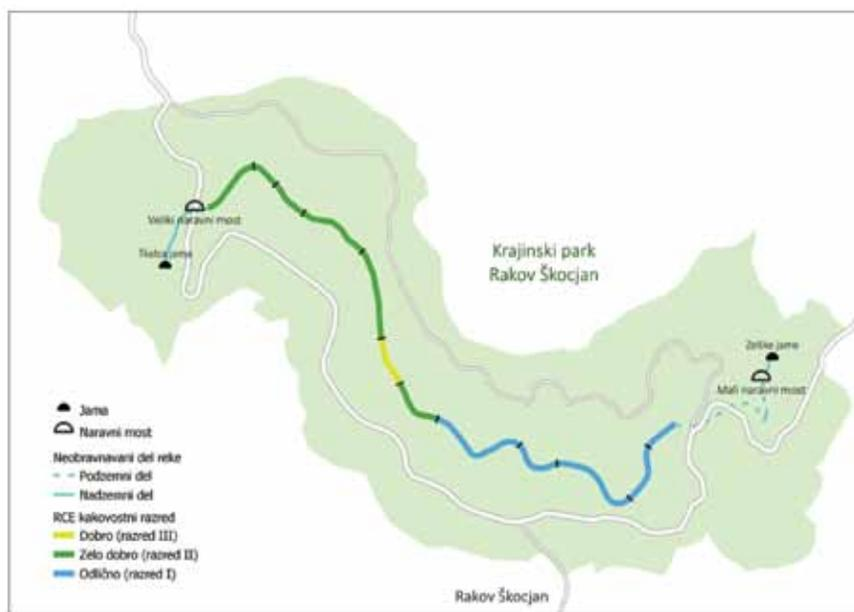 Veliki naravni most
Tkalca jama
Krajinski park
Rakov Škocjan
Zelške jame
Mali naravni most
Jama
Naravni most
Neobravnavani del reke
Podzemni del
Nadzemni del
RCE kakovostni razred
Dobro (razred III)
Zelo dobro (razred II)
Odlično (razred I)
Rakov Škocjan